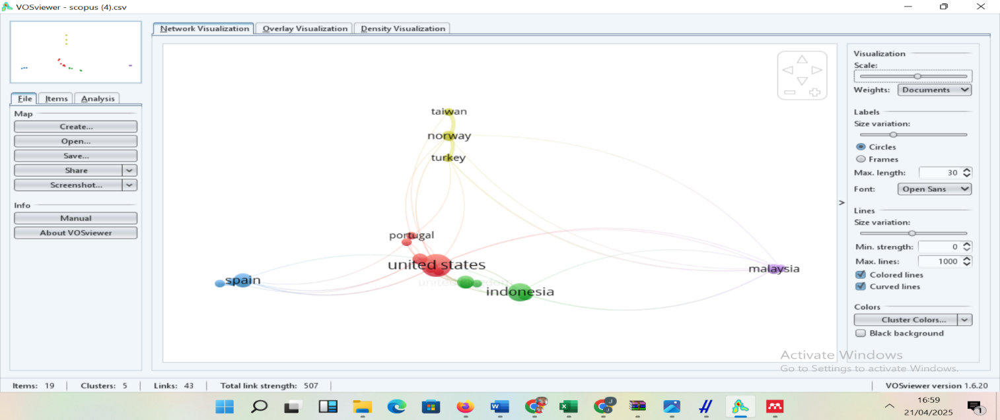 VOSviewer - scopus (4).csv
Network Visualization
Overlay Visualization
Density Visualization
File
Items
Analysis
Map
Create...
Open...
Save...
Share
Screenshot...
Info
Manual
About VOSviewer
taiwan
norway
turkey
portugal
united states
united kingdom
spain
indonesia
malaysia
>
Visualization
Scale:
Weights: Documents
Labels
Size variation:
Circles
Frames
Max. length: 30
Font: Open Sans
Lines
Size variation:
Min. strength: 0
Max. lines: 1000
Colored lines
Curved lines
Colors
Cluster Colors...
Black background
Activate Windows
Go to Settings to activate Windows.
Items: 19 | Clusters: 5 | Links: 43 | Total link strength: 507
VOSviewer version 1.6.20
16:59
21/04/2025
1